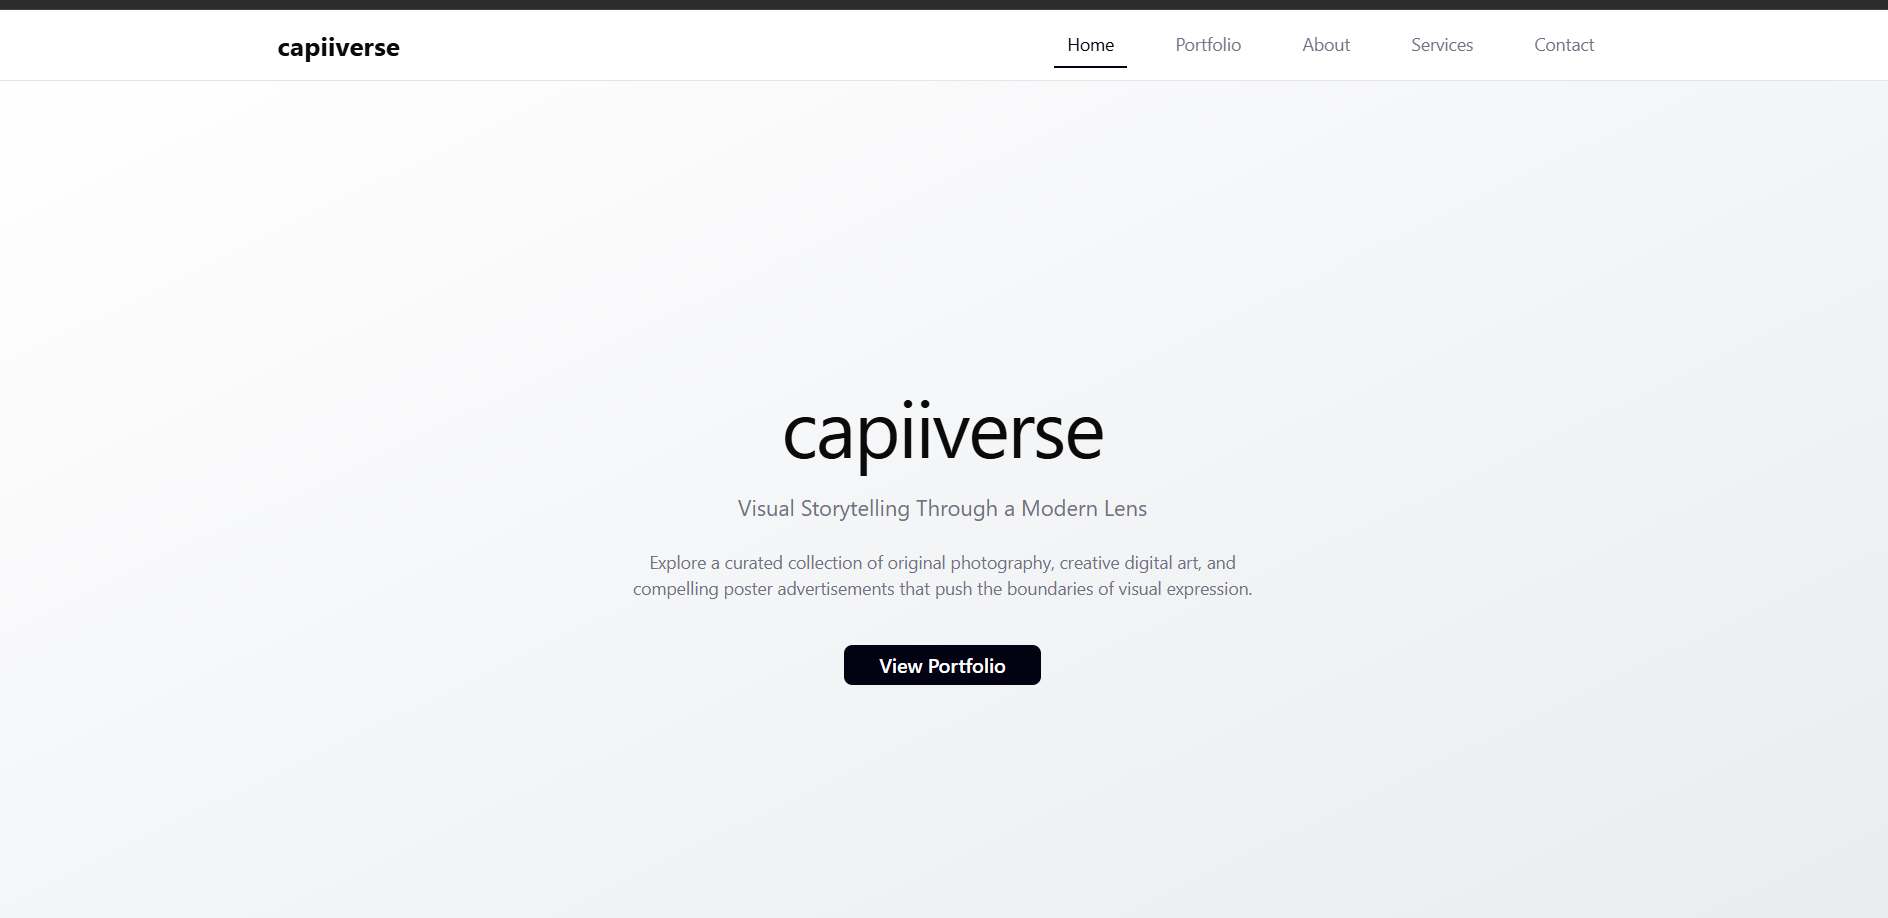 capiiverse
Home
Portfolio
About
Services
Contact
capiiverse
Visual Storytelling Through a Modern Lens
Explore a curated collection of original photography, creative digital art, and
compelling poster advertisements that push the boundaries of visual expression.
View Portfolio